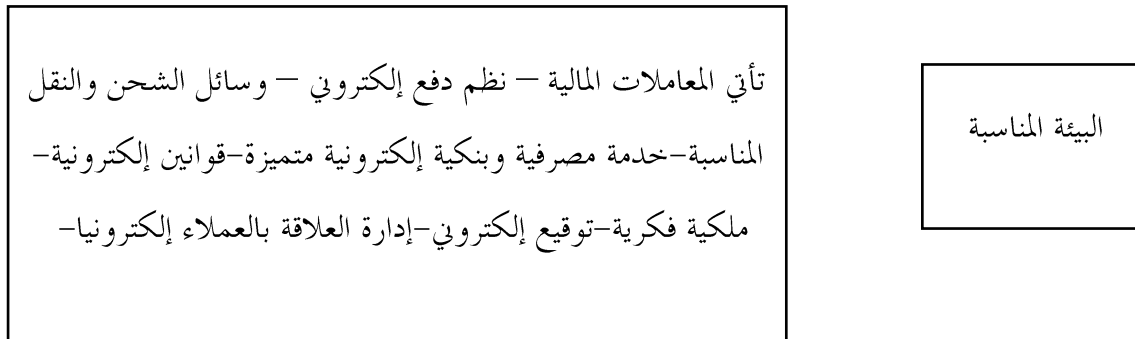 البيئة المناسبة
تأتي المعاملات المالية – نظم دفع إلكتروني – وسائل الشحن والنقل
المناسبة–خدمة مصرفية وبنكية إلكترونية متميزة–قوانين إلكترونية–
ملكية فكرية–توقيع إلكتروني–إدارة العلاقة بالعملاء إلكترونيا–